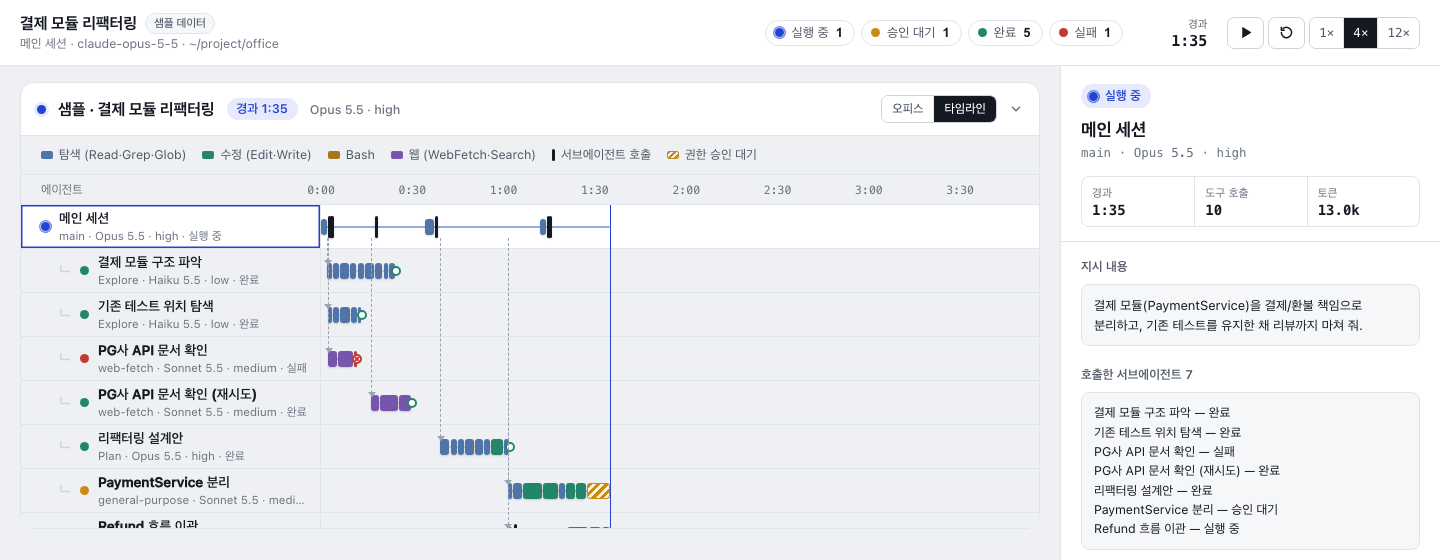 결제 모듈 리팩터링 샘플 데이터
메인 세션 · claude-opus-5-5 · ~/project/office
실행 중 1 승인 대기 1 완료 5 실패 1
경과
1:35
1× 4× 12×
샘플 · 결제 모듈 리팩터링 경과 1:35 Opus 5.5 · high
오피스 타임라인
탐색 (Read·Grep·Glob) 수정 (Edit·Write) Bash 웹 (WebFetch·Search) 서브에이전트 호출 권한 승인 대기
에이전트 0:00 0:30 1:00 1:30 2:00 2:30 3:00 3:30
메인 세션
main · Opus 5.5 · high · 실행 중
결제 모듈 구조 파악
Explore · Haiku 5.5 · low · 완료
기존 테스트 위치 탐색
Explore · Haiku 5.5 · low · 완료
PG사 API 문서 확인
web-fetch · Sonnet 5.5 · medium · 실패
PG사 API 문서 확인 (재시도)
web-fetch · Sonnet 5.5 · medium · 완료
리팩터링 설계안
Plan · Opus 5.5 · high · 완료
PaymentService 분리
general-purpose · Sonnet 5.5 · medi...
Refund 흐름 이관
실행 중
메인 세션
main · Opus 5.5 · high
경과 도구 호출 토큰
1:35 10 13.0k
지시 내용
결제 모듈(PaymentService)을 결제/환불 책임으로
분리하고, 기존 테스트를 유지한 채 리뷰까지 마쳐 줘.
호출한 서브에이전트 7
결제 모듈 구조 파악 — 완료
기존 테스트 위치 탐색 — 완료
PG사 API 문서 확인 — 실패
PG사 API 문서 확인 (재시도) — 완료
리팩터링 설계안 — 완료
PaymentService 분리 — 승인 대기
Refund 흐름 이관 — 실행 중